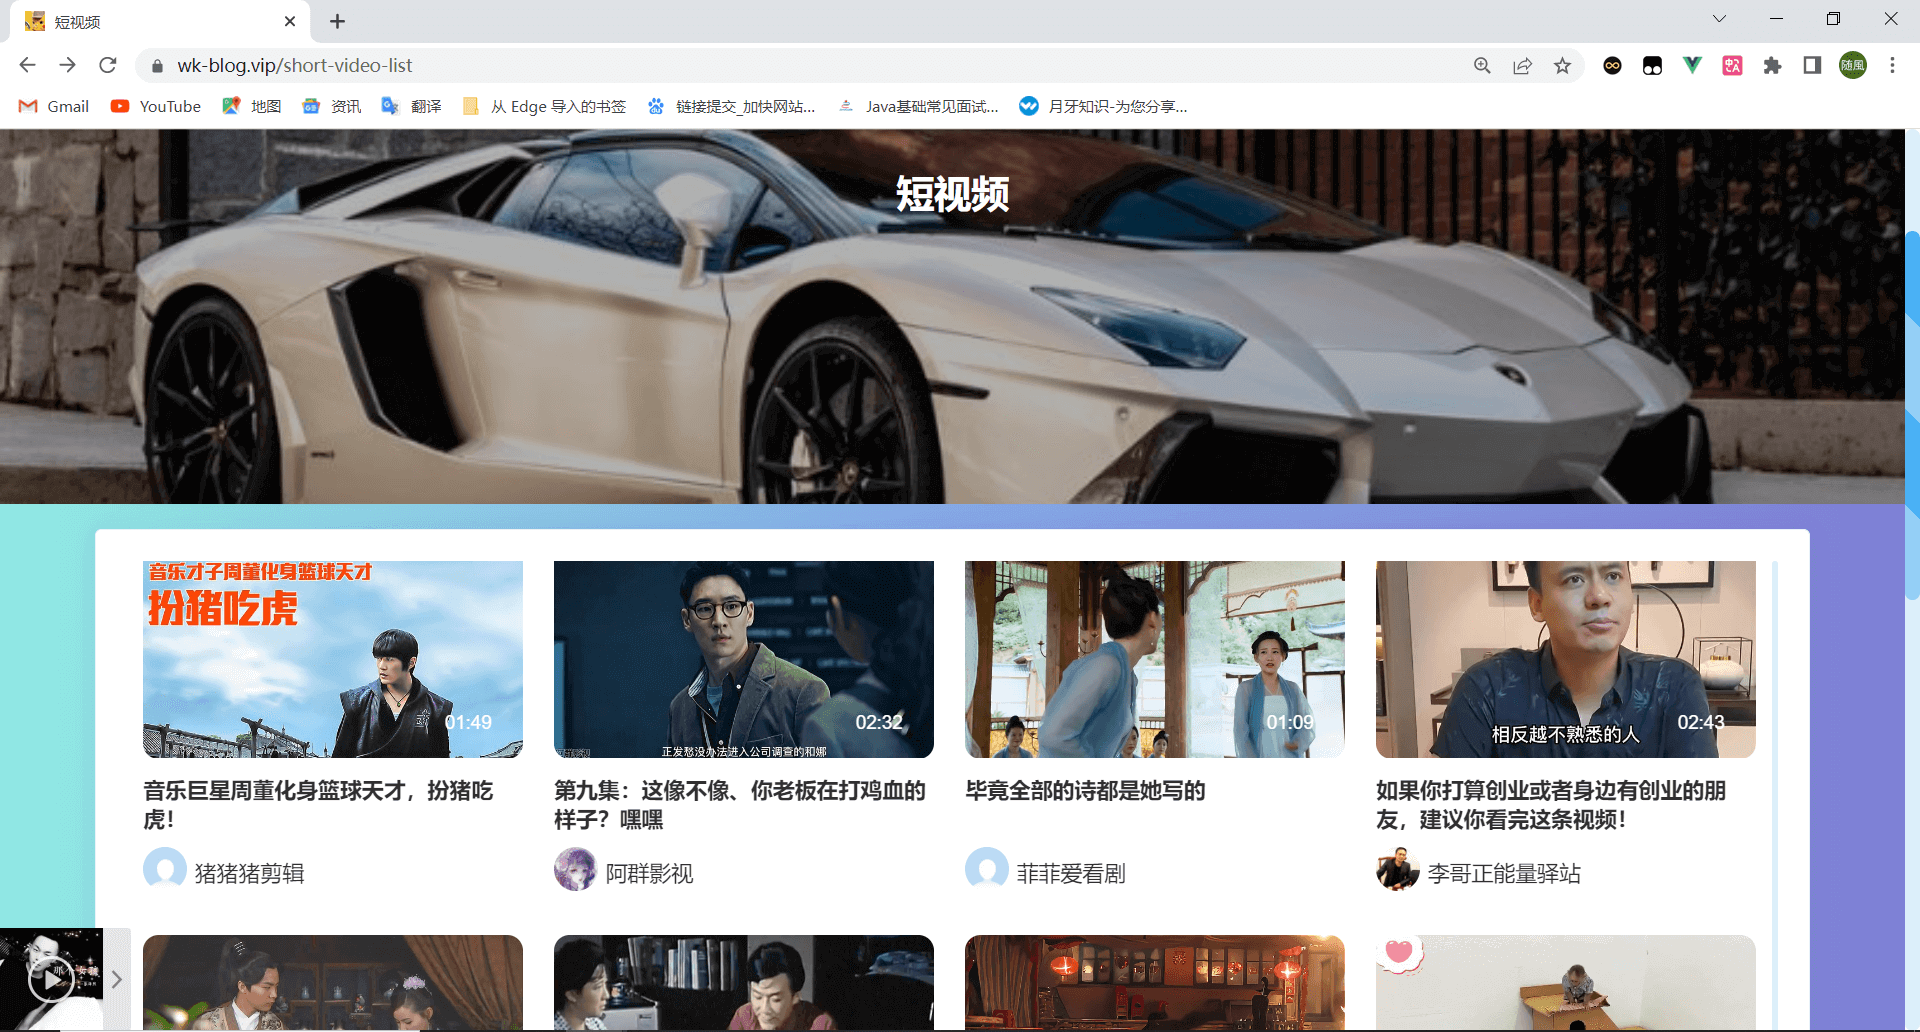 短视频
wk-blog.vip/short-video-list
随風
Gmail
YouTube
地图
资讯
翻译
从 Edge 导入的书签
链接提交_加快网站...
Java基础常见面试...
月牙知识-为您分享...
短视频
音乐才子周董化身篮球天才
扮猪吃虎
01:49
02:32
正发愁没办法进入公司调查的和娜
01:09
相反越不熟悉的人
02:43
音乐巨星周董化身篮球天才，扮猪吃
虎！
第九集：这像不像、你老板在打鸡血的
样子？嘿嘿
毕竟全部的诗都是她写的
如果你打算创业或者身边有创业的朋
友，建议你看完这条视频！
猪猪猪剪辑
阿群影视
菲菲爱看剧
李哥正能量驿站
那个女孩